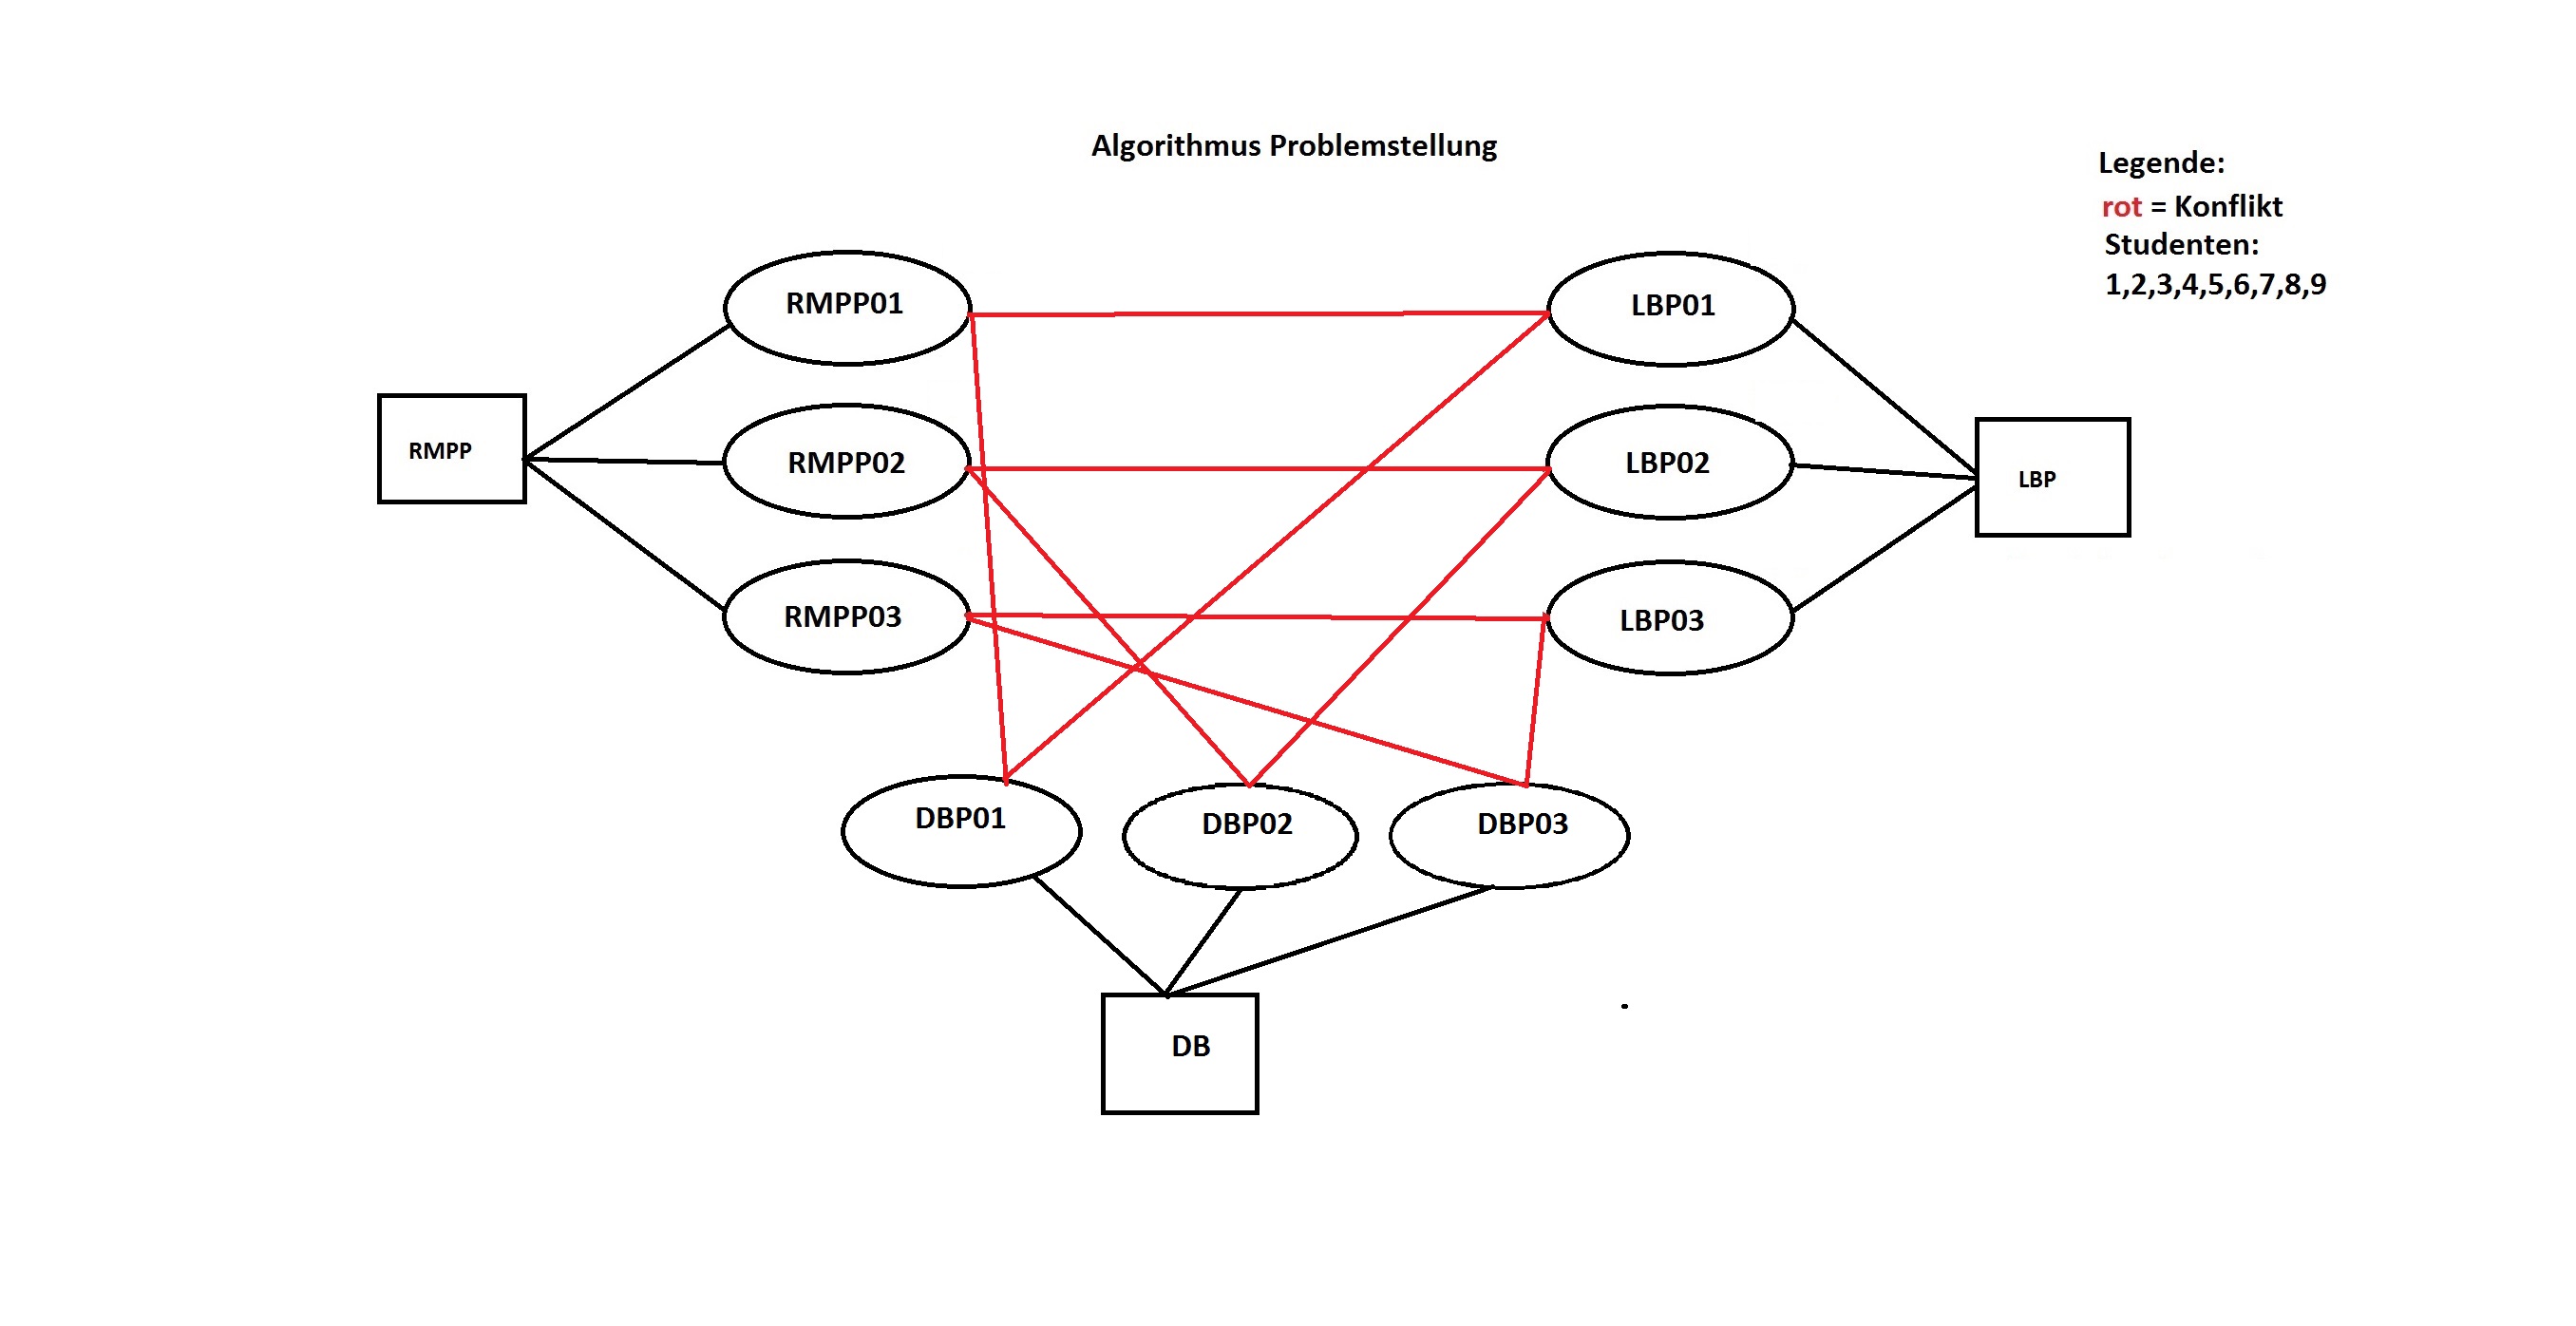 Algorithmus Problemstellung
Legende:
rot = Konflikt
Studenten:
1,2,3,4,5,6,7,8,9
RMPP01
LBP01
RMPP
RMPP02
LBP02
LBP
RMPP03
LBP03
DBP01
DBP02
DBP03
DB